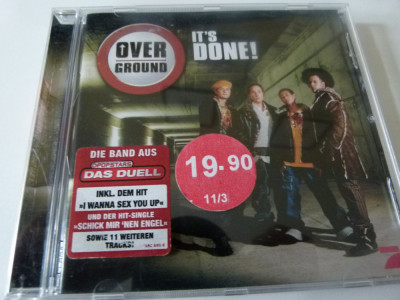 OVER
GROUND
IT'S
DONE!
DIE BAND AUS
POPSTARS
DAS DUELL
INKL. DEM HIT
»I WANNA SEX YOU UP«
UND DER HIT-SINGLE
»SCHICK MIR 'NEN ENGEL«
SOWIE 11 WEITEREN
TRACKS!
19.90
11/3
7